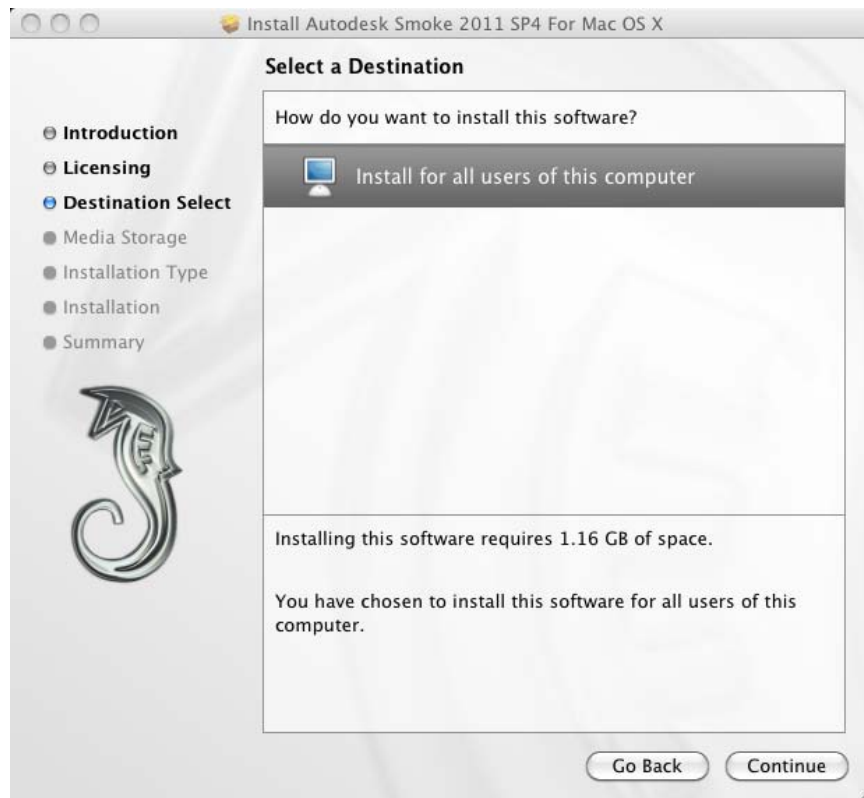 Install Autodesk Smoke 2011 SP4 For Mac OS X
Select a Destination
Introduction
Licensing
Destination Select
Media Storage
Installation Type
Installation
Summary
How do you want to install this software?
Install for all users of this computer
Installing this software requires 1.16 GB of space.
You have chosen to install this software for all users of this
computer.
Go Back
Continue